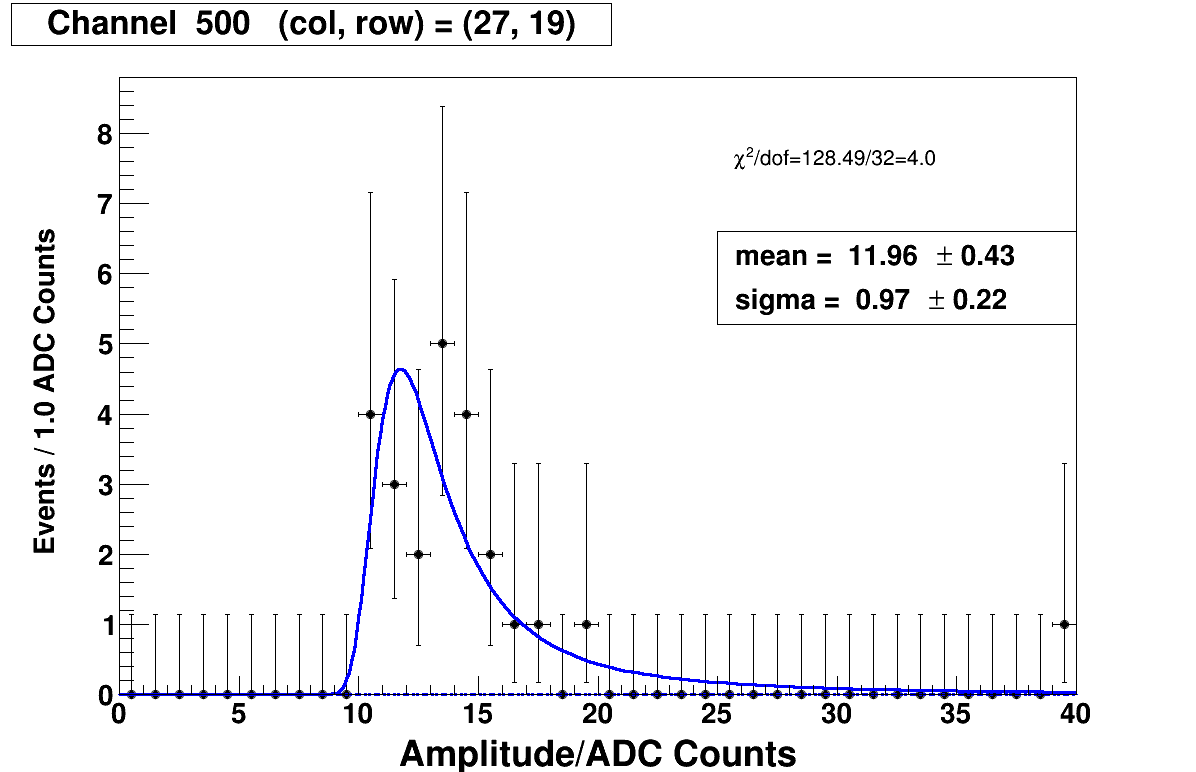 Channel 500 (col, row) = (27, 19)
χ²/dof=128.49/32=4.0
mean = 11.96 ± 0.43
sigma = 0.97 ± 0.22
Events / 1.0 ADC Counts
8
7
6
5
4
3
2
1
0
0 5 10 15 20 25 30 35 40
Amplitude/ADC Counts